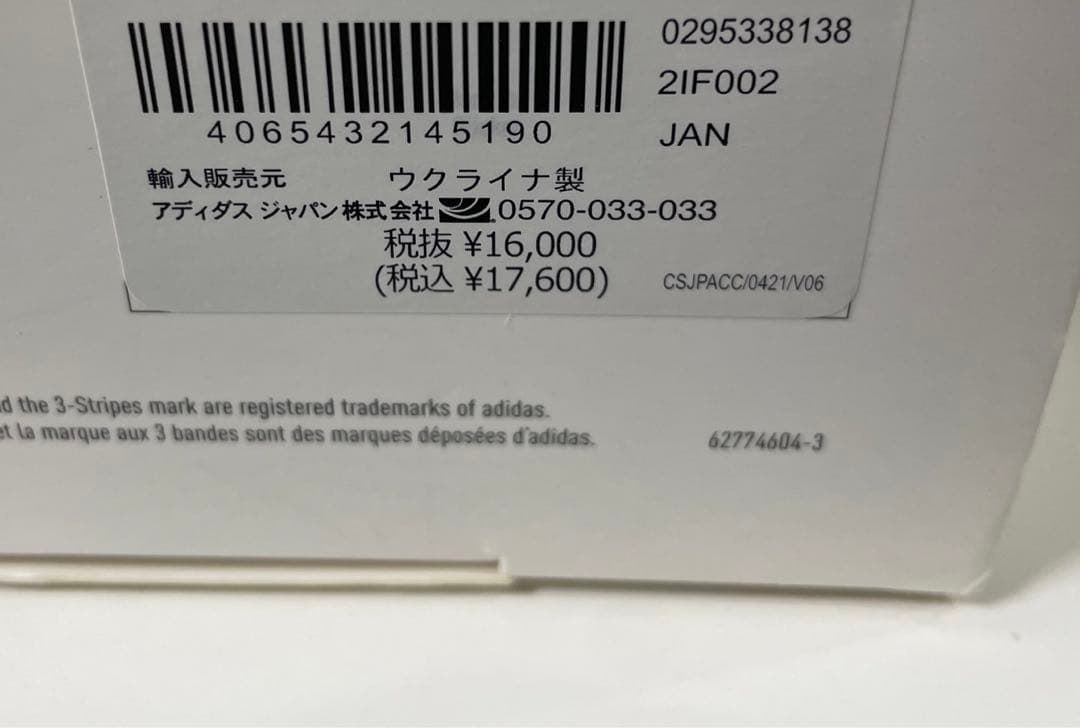 0295338138
2IF002
4065432145190
JAN
輸入販売元 ウクライナ製
アディダス ジャパン株式会社 0570-033-033
税抜 ¥16,000
(税込 ¥17,600)
CSJPACC/0421/V06
d the 3-Stripes mark are registered trademarks of adidas.
et la marque aux 3 bandes sont des marques déposées d'adidas.
62774604-3